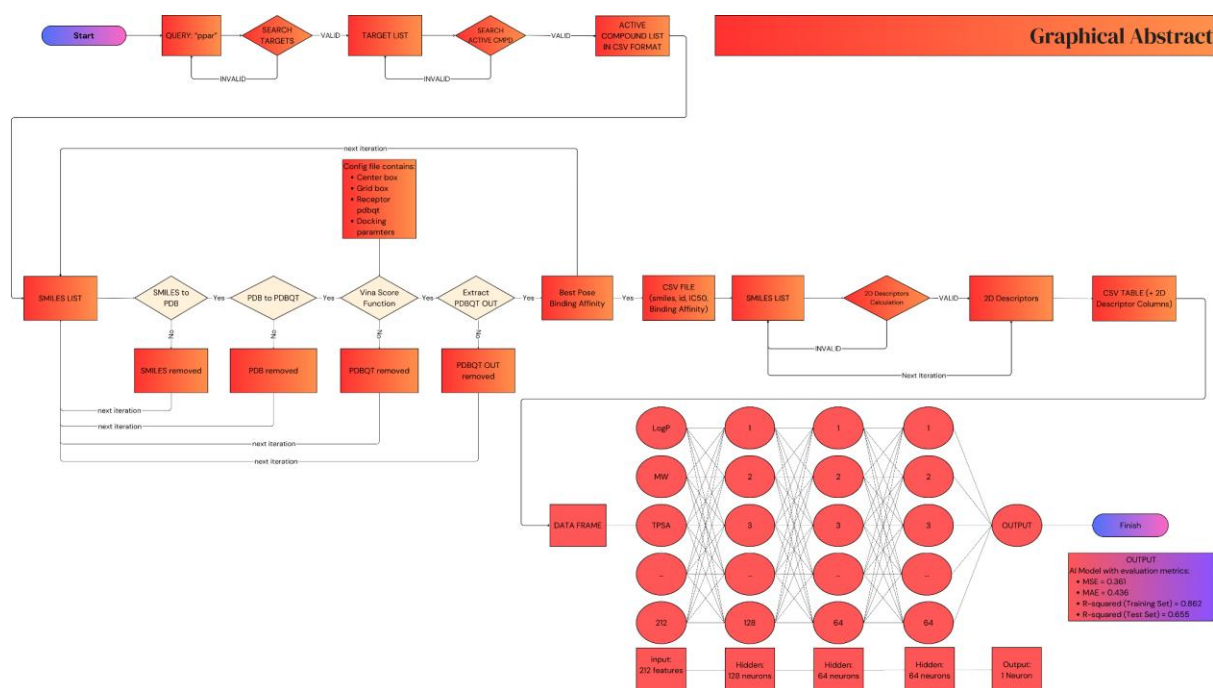 Graphical Abstract
Start
QUERY: "ppar"
SEARCH
TARGETS
VALID
TARGET LIST
SEARCH
ACTIVE CMPD
VALID
ACTIVE
COMPOUND LIST
IN CSV FORMAT
INVALID
INVALID
next iteration
Config file contains:
Center box
Grid box
Receptor
pdbqt
Docking
paramters
SMILES LIST
SMILES to
PDB
Yes
PDB to PDBQT
Yes
Vina Score
Function
Yes
Extract
PDBQT OUT
Yes
Best Pose
Binding Affinity
Yes
CSV FILE
(smiles, id, IC50,
Binding Affinity)
SMILES LIST
2D Descriptors
Calculation
VALID
2D Descriptors
CSV TABLE (+ 2D
Descriptor Columns)
No
No
No
No
INVALID
Next Iteration
SMILES removed
PDB removed
PDBQT removed
PDBQT OUT
removed
next iteration
next iteration
next iteration
next iteration
DATA FRAME
LogP
1
1
1
MW
2
2
2
TPSA
3
3
3
OUTPUT
Finish
...
...
...
...
212
128
64
64
Input:
212 features
Hidden:
128 neurons
Hidden:
64 neurons
Hidden:
64 neurons
Output:
1 Neuron
OUTPUT
AI Model with evaluation metrics:
MSE = 0.361
MAE = 0.436
R-squared (Training Set) = 0.862
R-squared (Test Set) = 0.655